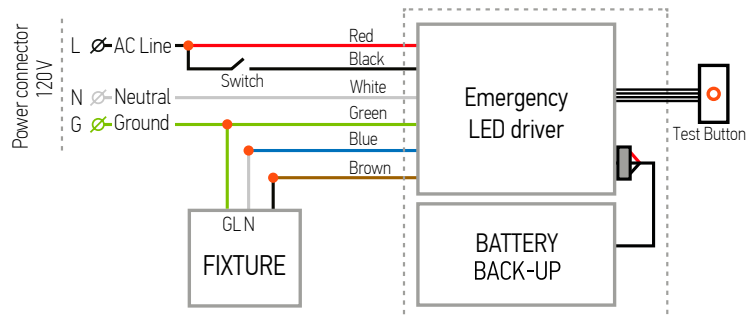 Power connector
120V
L
AC Line
Red
Black
Switch
N
Neutral
White
G
Ground
Green
Blue
Brown
Emergency
LED driver
Test Button
GLN
FIXTURE
BATTERY
BACK-UP